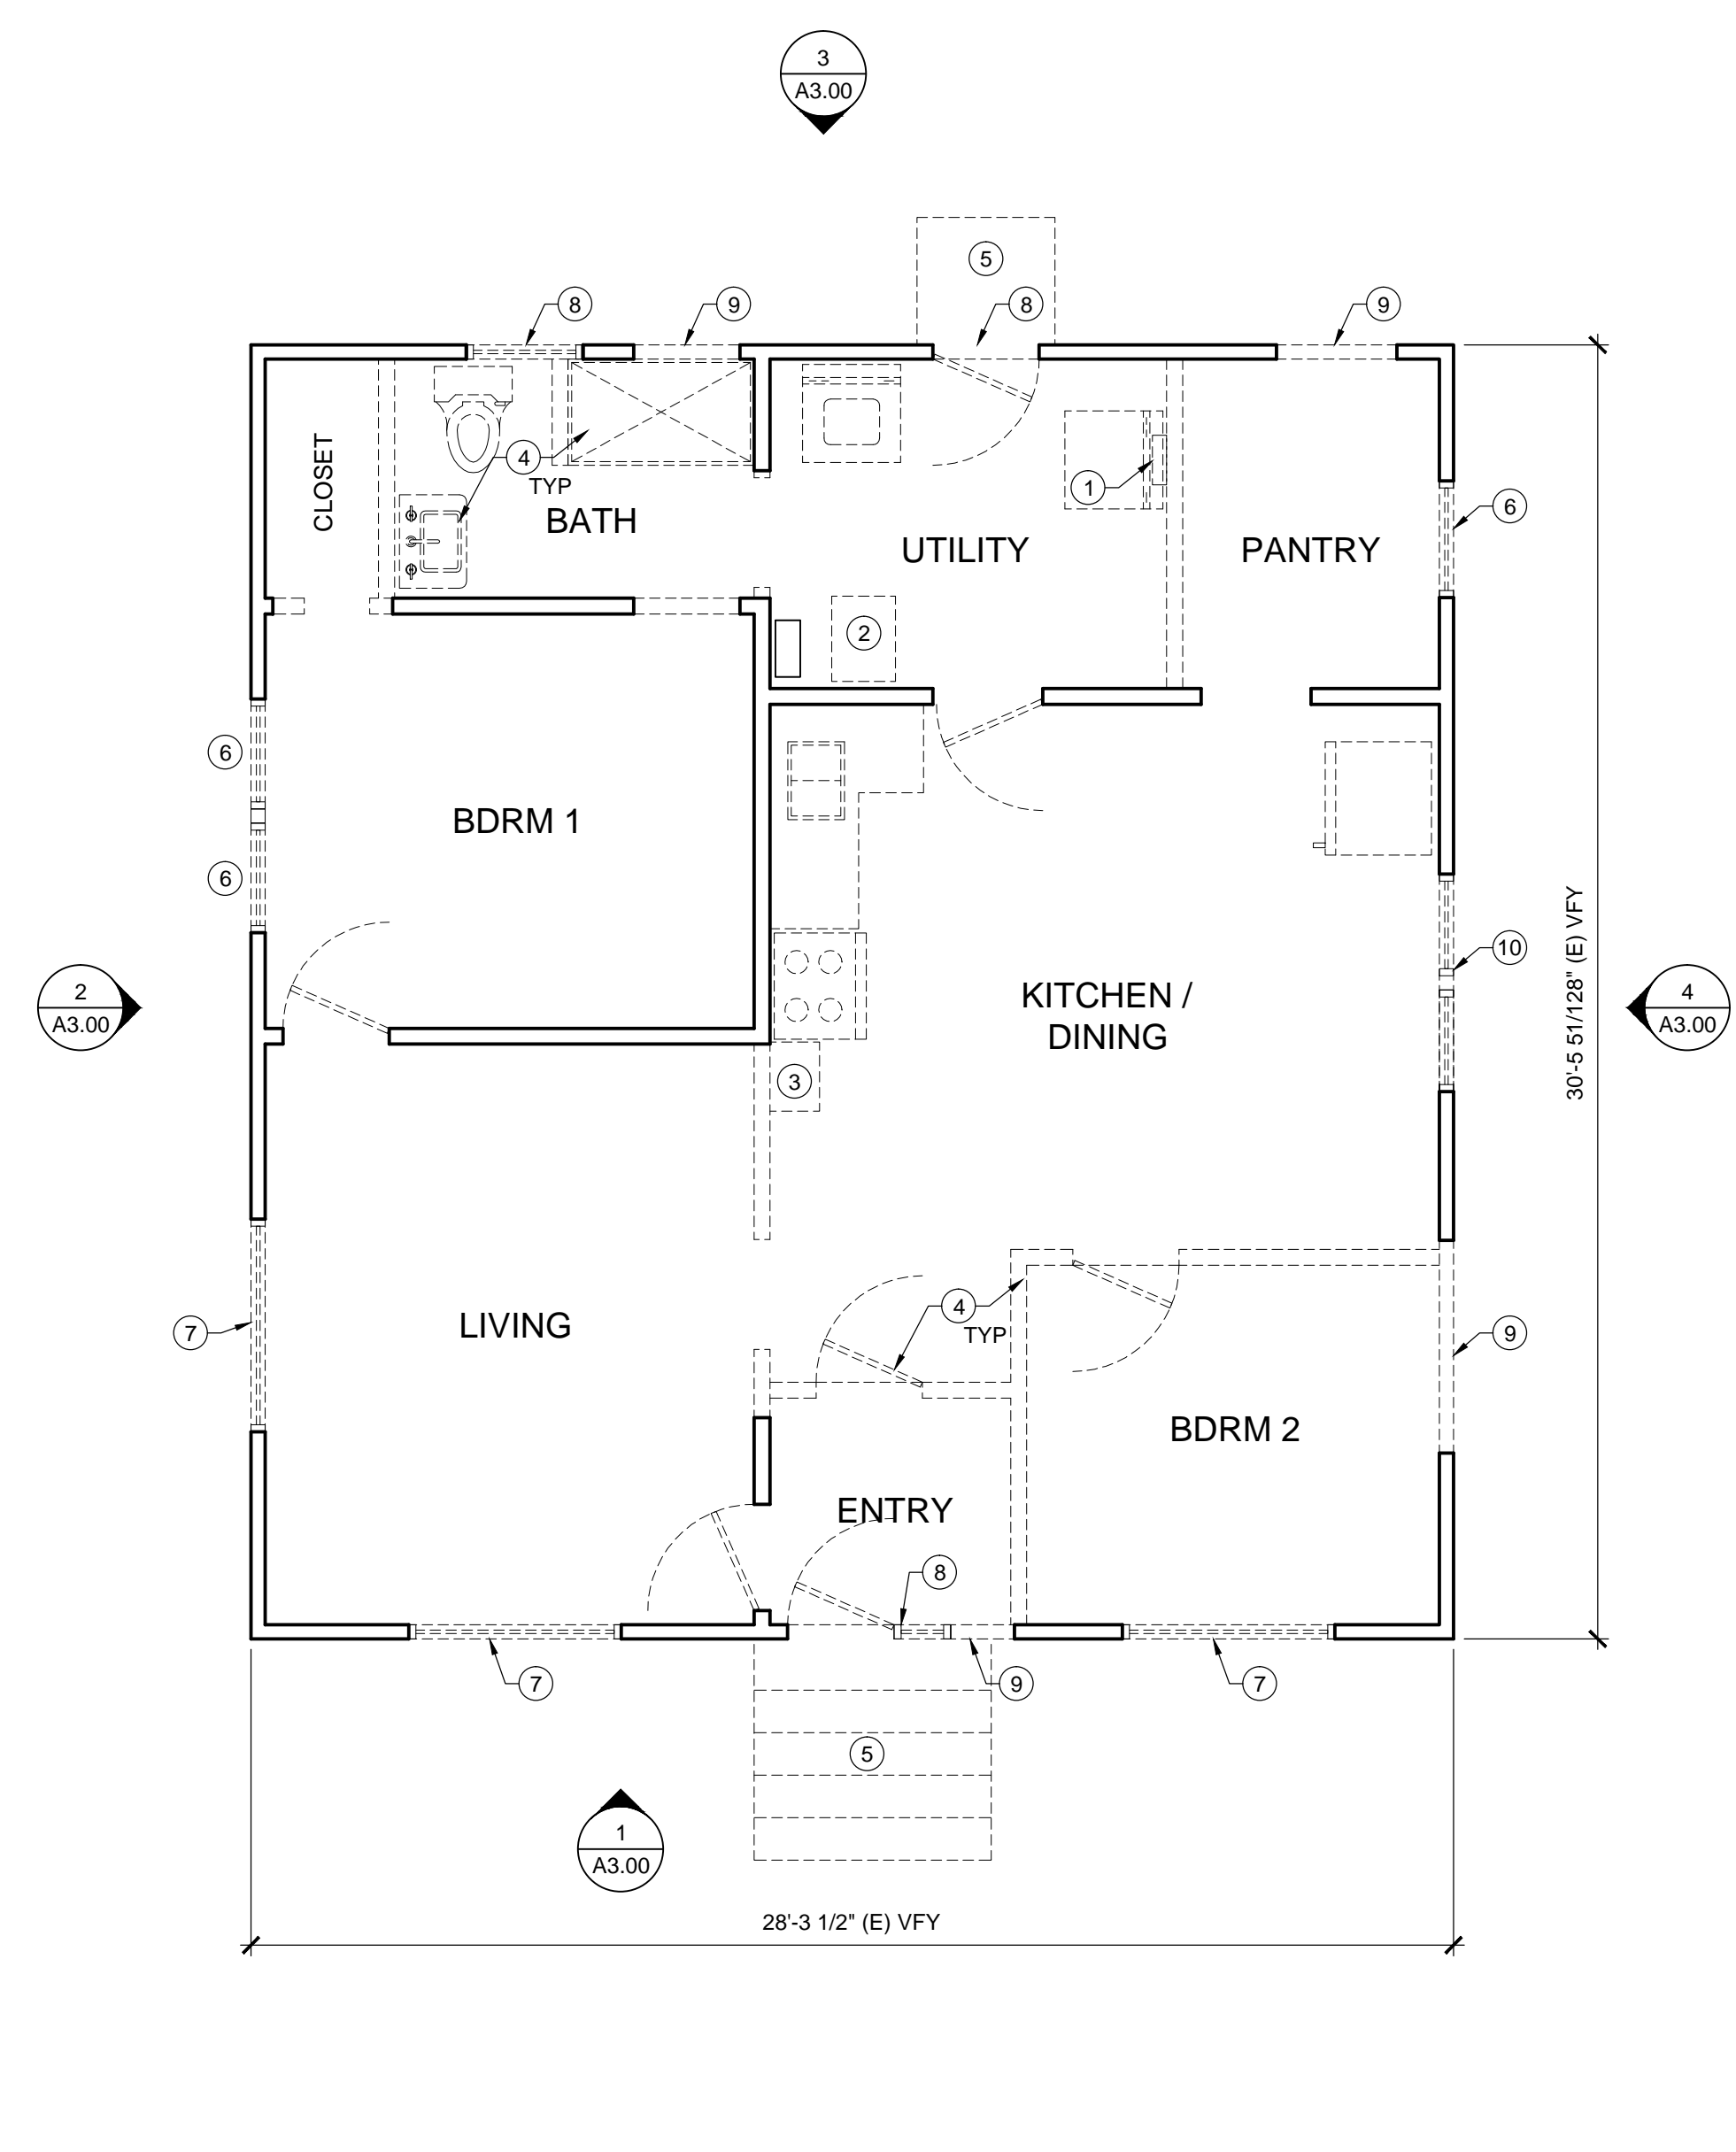 3
A3.00
5
8
9
8
9
CLOSET
4
TYP
BATH
1
6
UTILITY
PANTRY
2
6
BDRM 1
6
10
2
A3.00
KITCHEN /
DINING
4
A3.00
30'-5 51/128" (E) VFY
3
4
TYP
7
LIVING
9
BDRM 2
ENTRY
8
7
9
7
5
1
A3.00
28'-3 1/2" (E) VFY